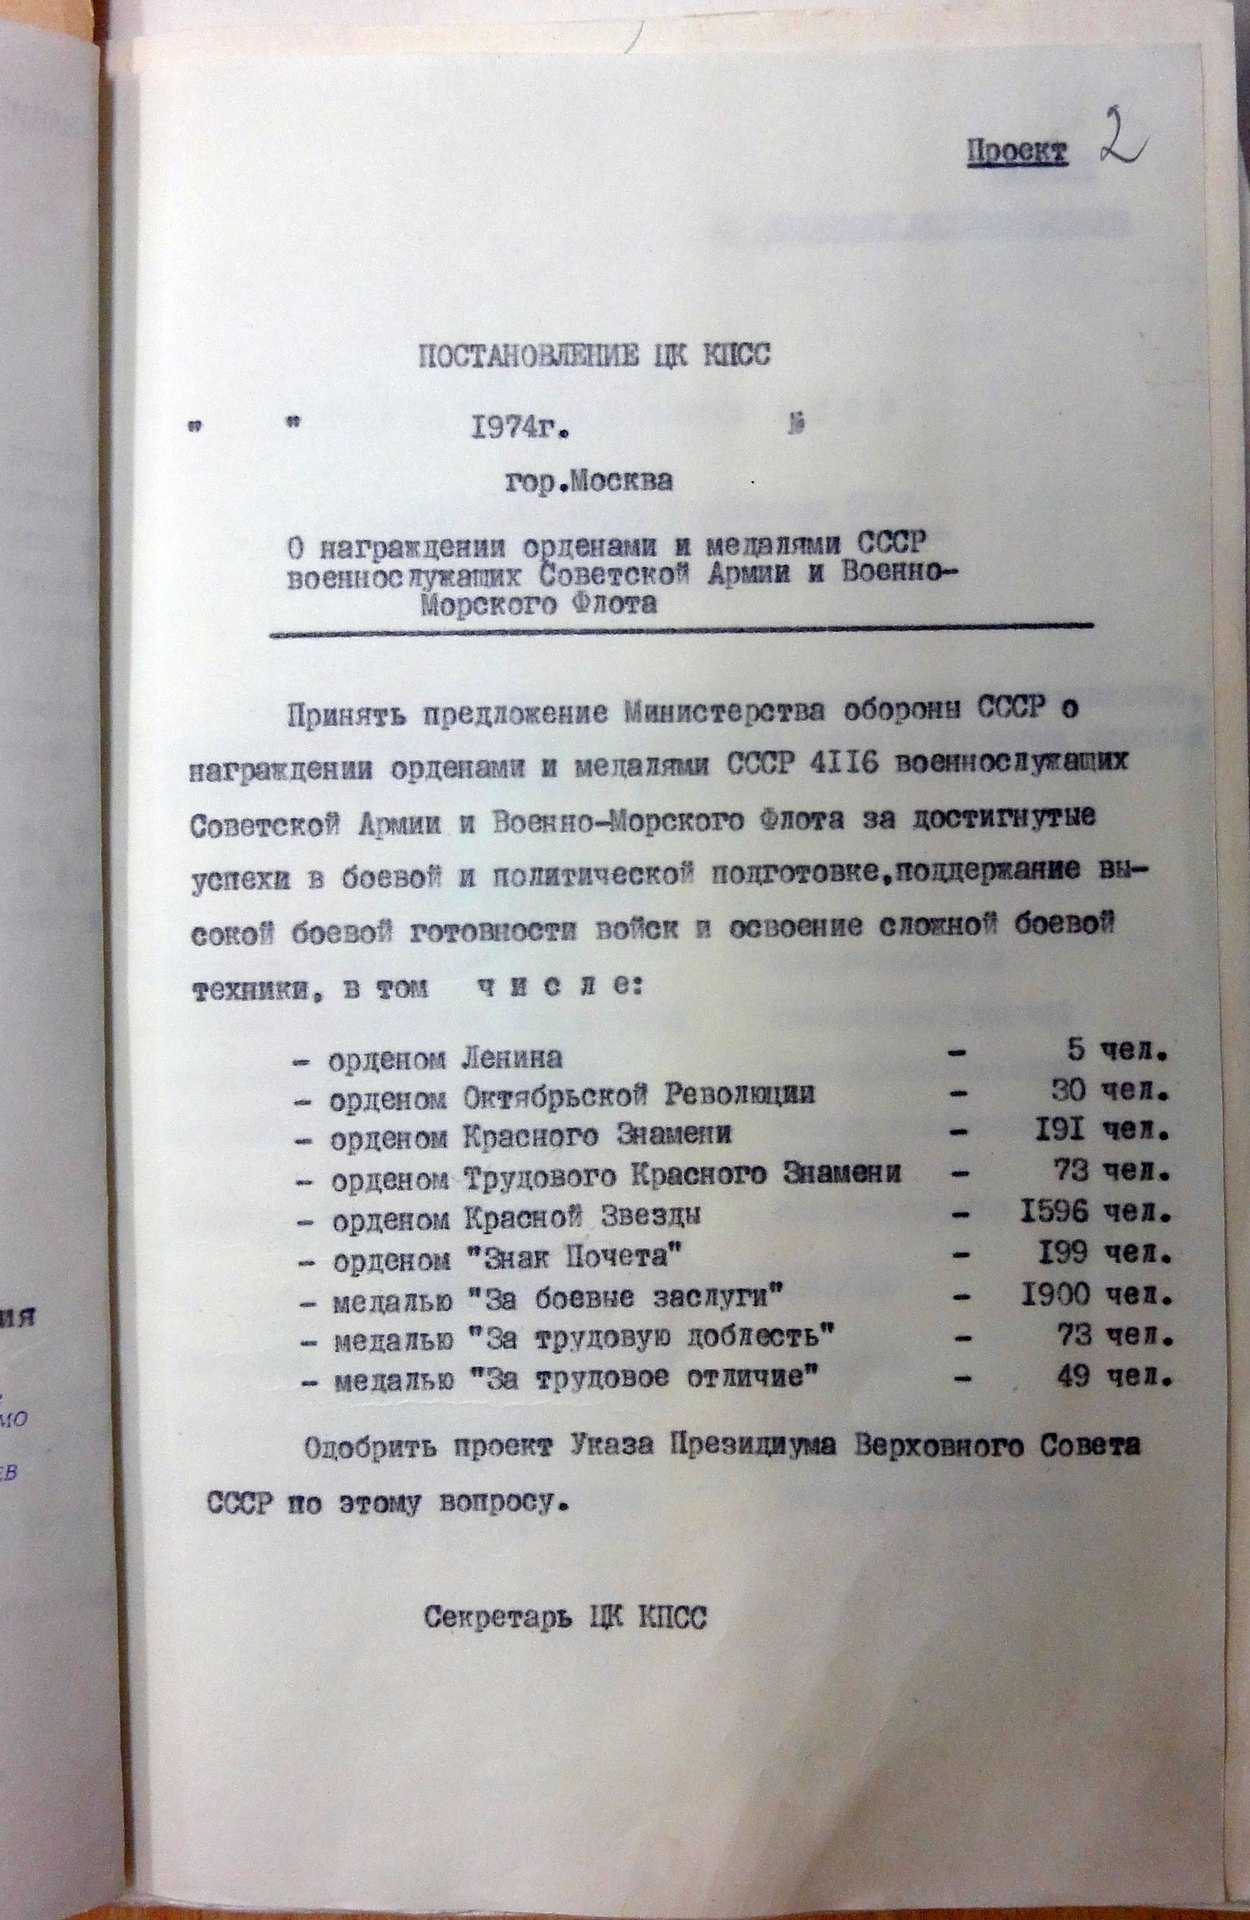 Проект 2
ПОСТАНОВЛЕНИЕ ЦК КПСС
" " 1974г. №
гор.Москва
О награждении орденами и медалями СССР
военнослужащих Советской Армии и Военно-
Морского Флота
Принять предложение Министерства обороны СССР о
награждении орденами и медалями СССР 4116 военнослужащих
Советской Армии и Военно-Морского Флота за достигнутые
успехи в боевой и политической подготовке,поддержание вы-
сокой боевой готовности войск и освоение сложной боевой
техники, в том ч и с л е:
- орденом Ленина - 5 чел.
- орденом Октябрьской Революции - 30 чел.
- орденом Красного Знамени - 191 чел.
- орденом Трудового Красного Знамени - 73 чел.
- орденом Красной Звезды - 1596 чел.
- орденом "Знак Почета" - 199 чел.
- медалью "За боевые заслуги" - 1900 чел.
- медалью "За трудовую доблесть" - 73 чел.
- медалью "За трудовое отличие" - 49 чел.
Одобрить проект Указа Президиума Верховного Совета
СССР по этому вопросу.
Секретарь ЦК КПСС
ия
МО
ЕВ